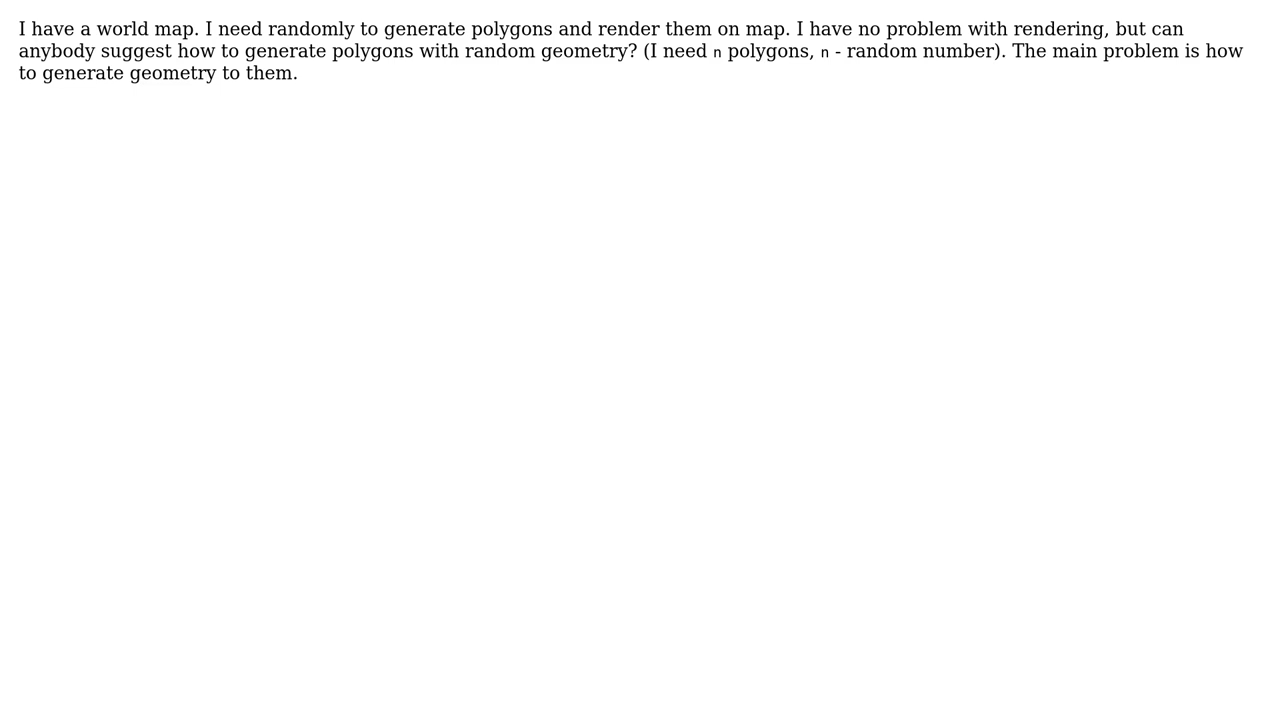 I have a world map. I need randomly to generate polygons and render them on map. I have no problem with rendering, but can
anybody suggest how to generate polygons with random geometry? (I need n polygons, n - random number). The main problem is how
to generate geometry to them.